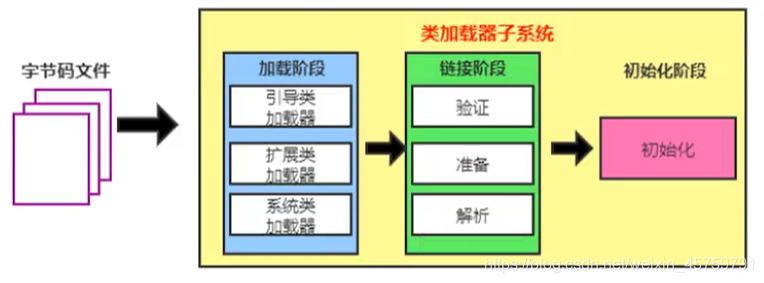 类加载器子系统
字节码文件
加载阶段
引导类
加载器
扩展类
加载器
系统类
加载器
链接阶段
验证
准备
解析
初始化阶段
初始化
https://blog.csdn.net/weixin_45759791